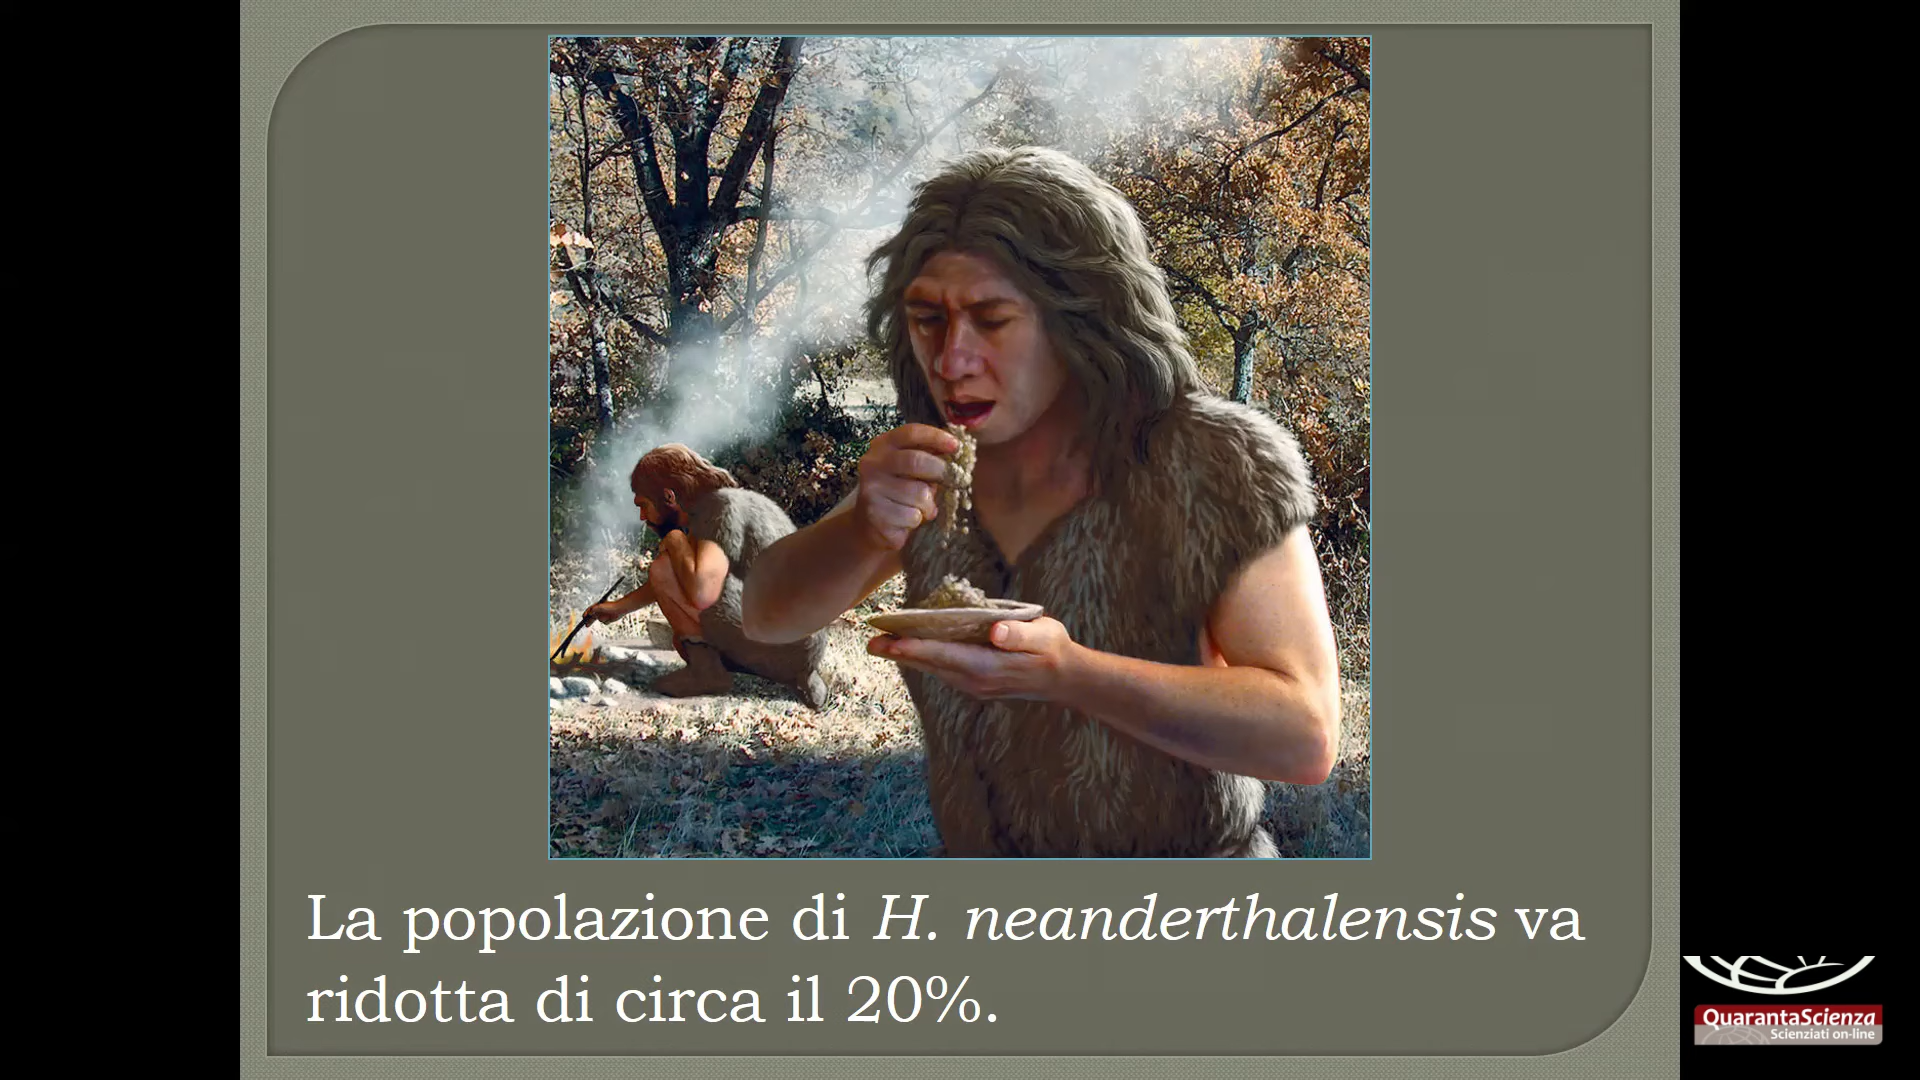 La popolazione di H. neanderthalensis va
ridotta di circa il 20%.
QuarantaScienza
Scienziati on-line